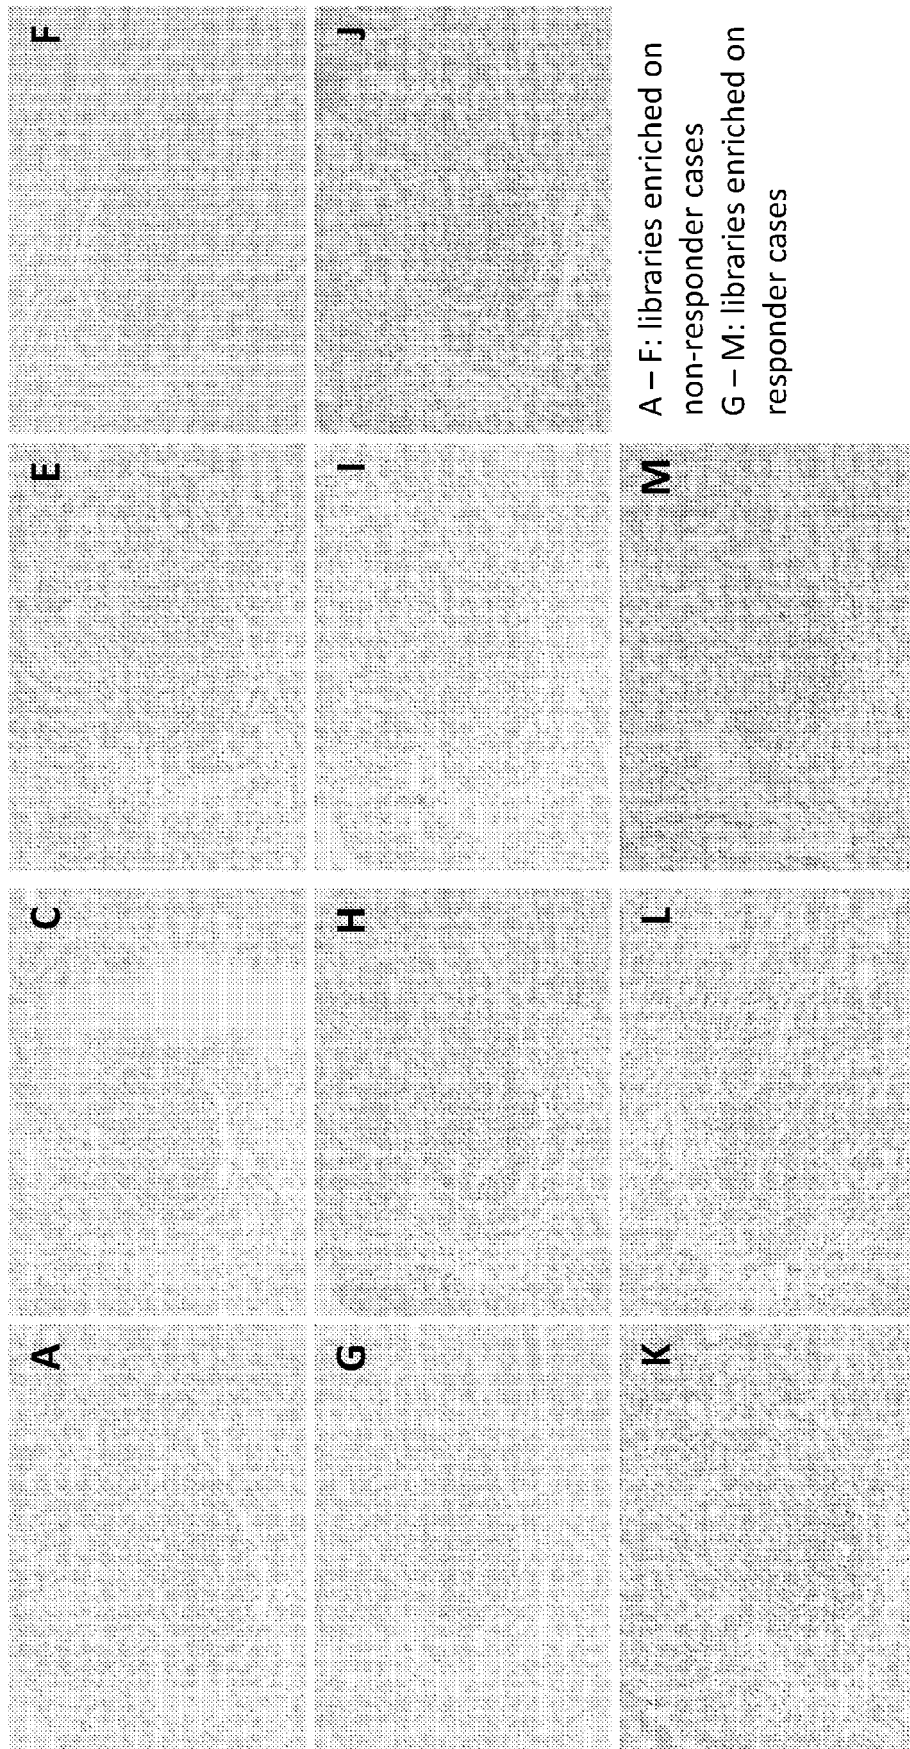 A
C
E
F
G
H
I
J
K
L
M
A – F: libraries enriched on
non-responder cases
G – M: libraries enriched on
responder cases